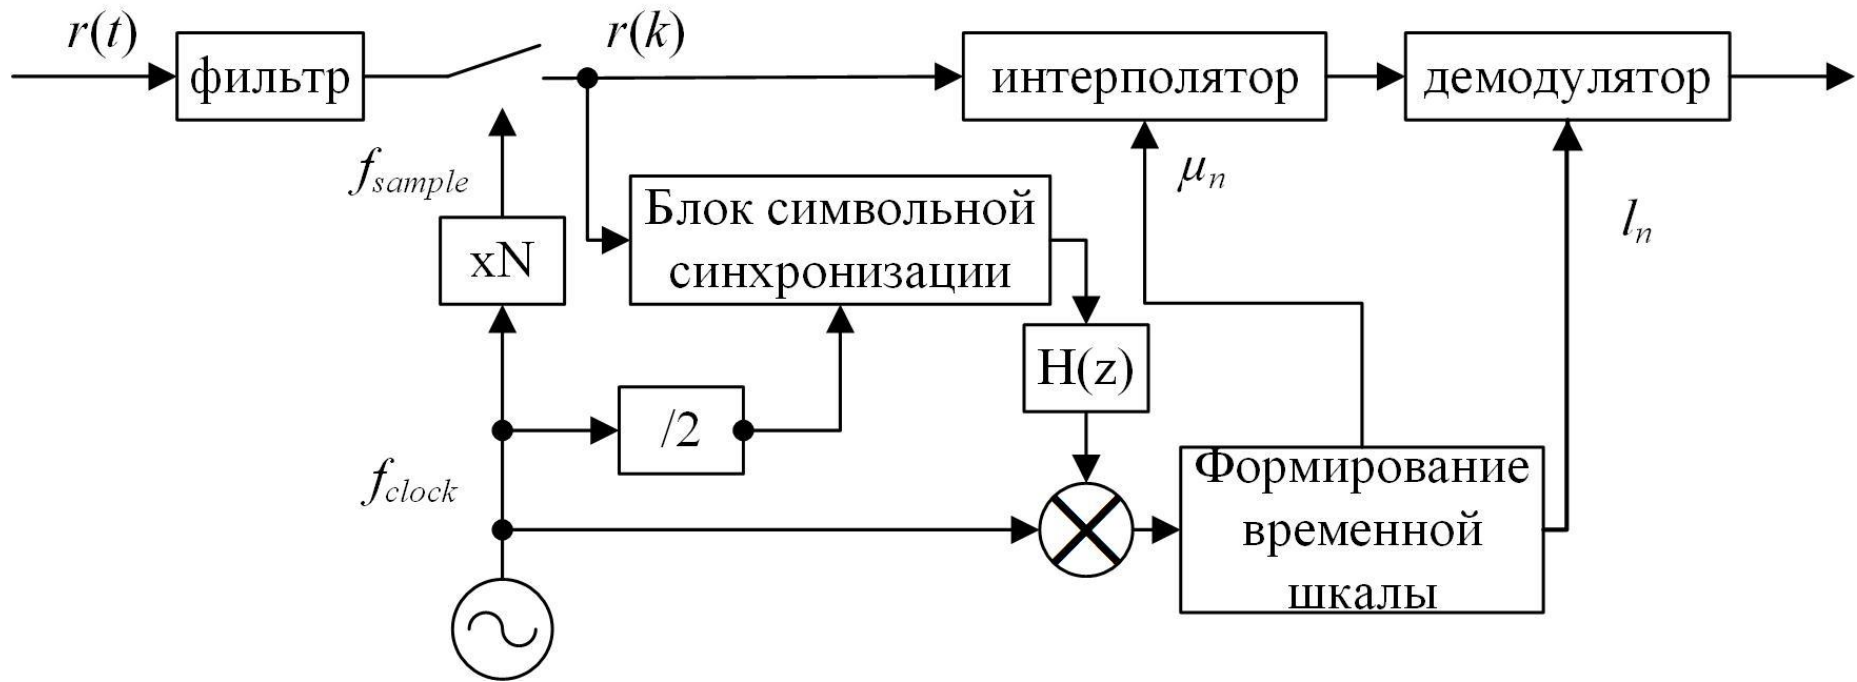 r(t)
фильтр
r(k)
интерполятор
демодулятор
f_sample
xN
Блок символьной
синхронизации
μ_n
l_n
H(z)
/2
f_clock
Формирование
временной
шкалы